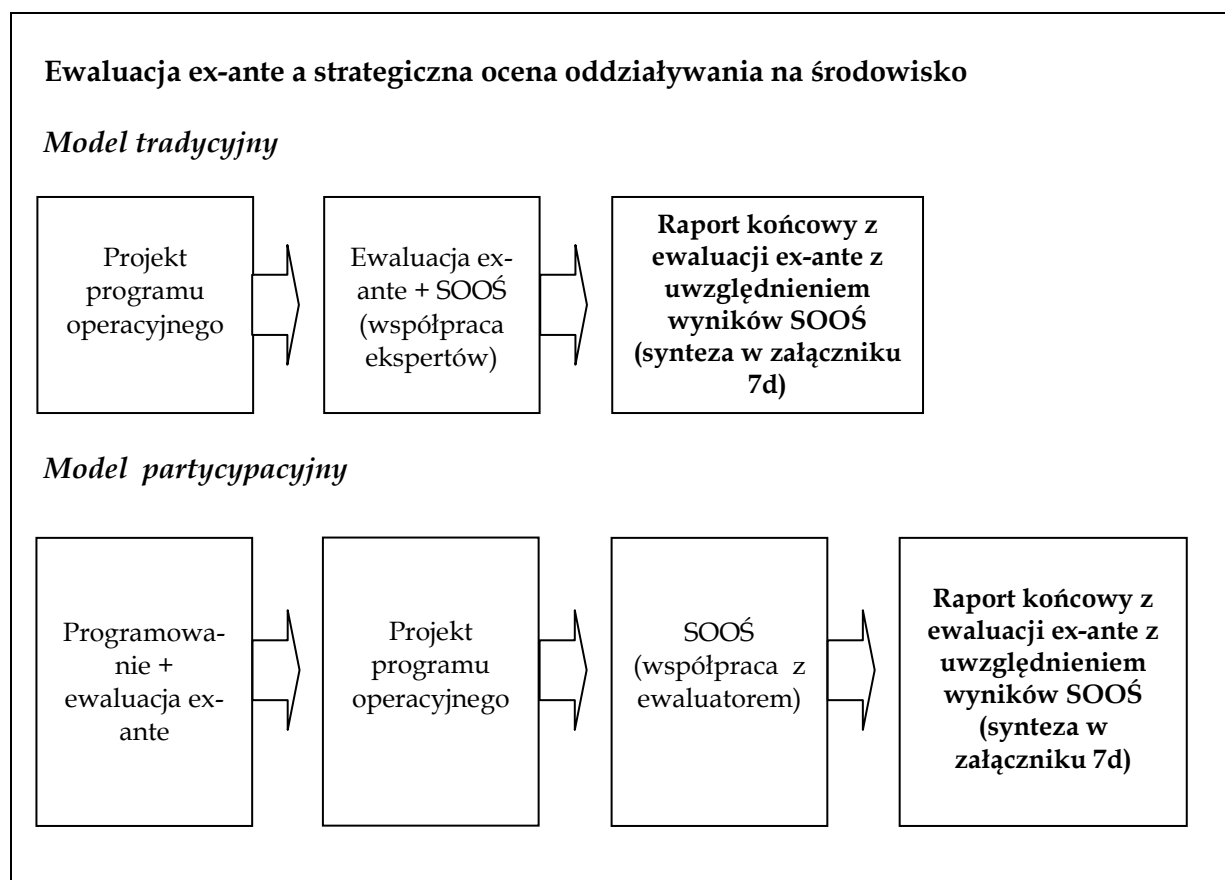 Ewaluacja ex-ante a strategiczna ocena oddziaływania na środowisko
Model tradycyjny
Projekt
programu
operacyjnego
Ewaluacja ex-
ante + SOOŚ
(współpraca
ekspertów)
Raport końcowy z
ewaluacji ex-ante z
uwzględnieniem
wyników SOOŚ
(synteza w załączniku
7d)
Model partycypacyjny
Programowa-
nie +
ewaluacja ex-
ante
Projekt
programu
operacyjnego
SOOŚ
(współpraca z
ewaluatorem)
Raport końcowy z
ewaluacji ex-ante z
uwzględnieniem
wyników SOOŚ
(synteza w
załączniku 7d)